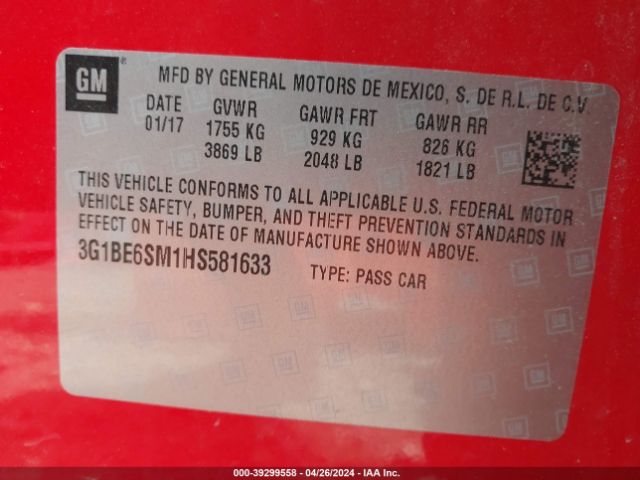 GM ®
MFD BY GENERAL MOTORS DE MEXICO, S. DE R.L. DE C.V.
DATE GVWR GAWR FRT GAWR RR
01/17 1755 KG 929 KG 826 KG
3869 LB 2048 LB 1821 LB
THIS VEHICLE CONFORMS TO ALL APPLICABLE U.S. FEDERAL MOTOR
VEHICLE SAFETY, BUMPER, AND THEFT PREVENTION STANDARDS IN
EFFECT ON THE DATE OF MANUFACTURE SHOWN ABOVE.
3G1BE6SM1HS581633 TYPE: PASS CAR
000-39299558 - 04/26/2024 - IAA Inc.